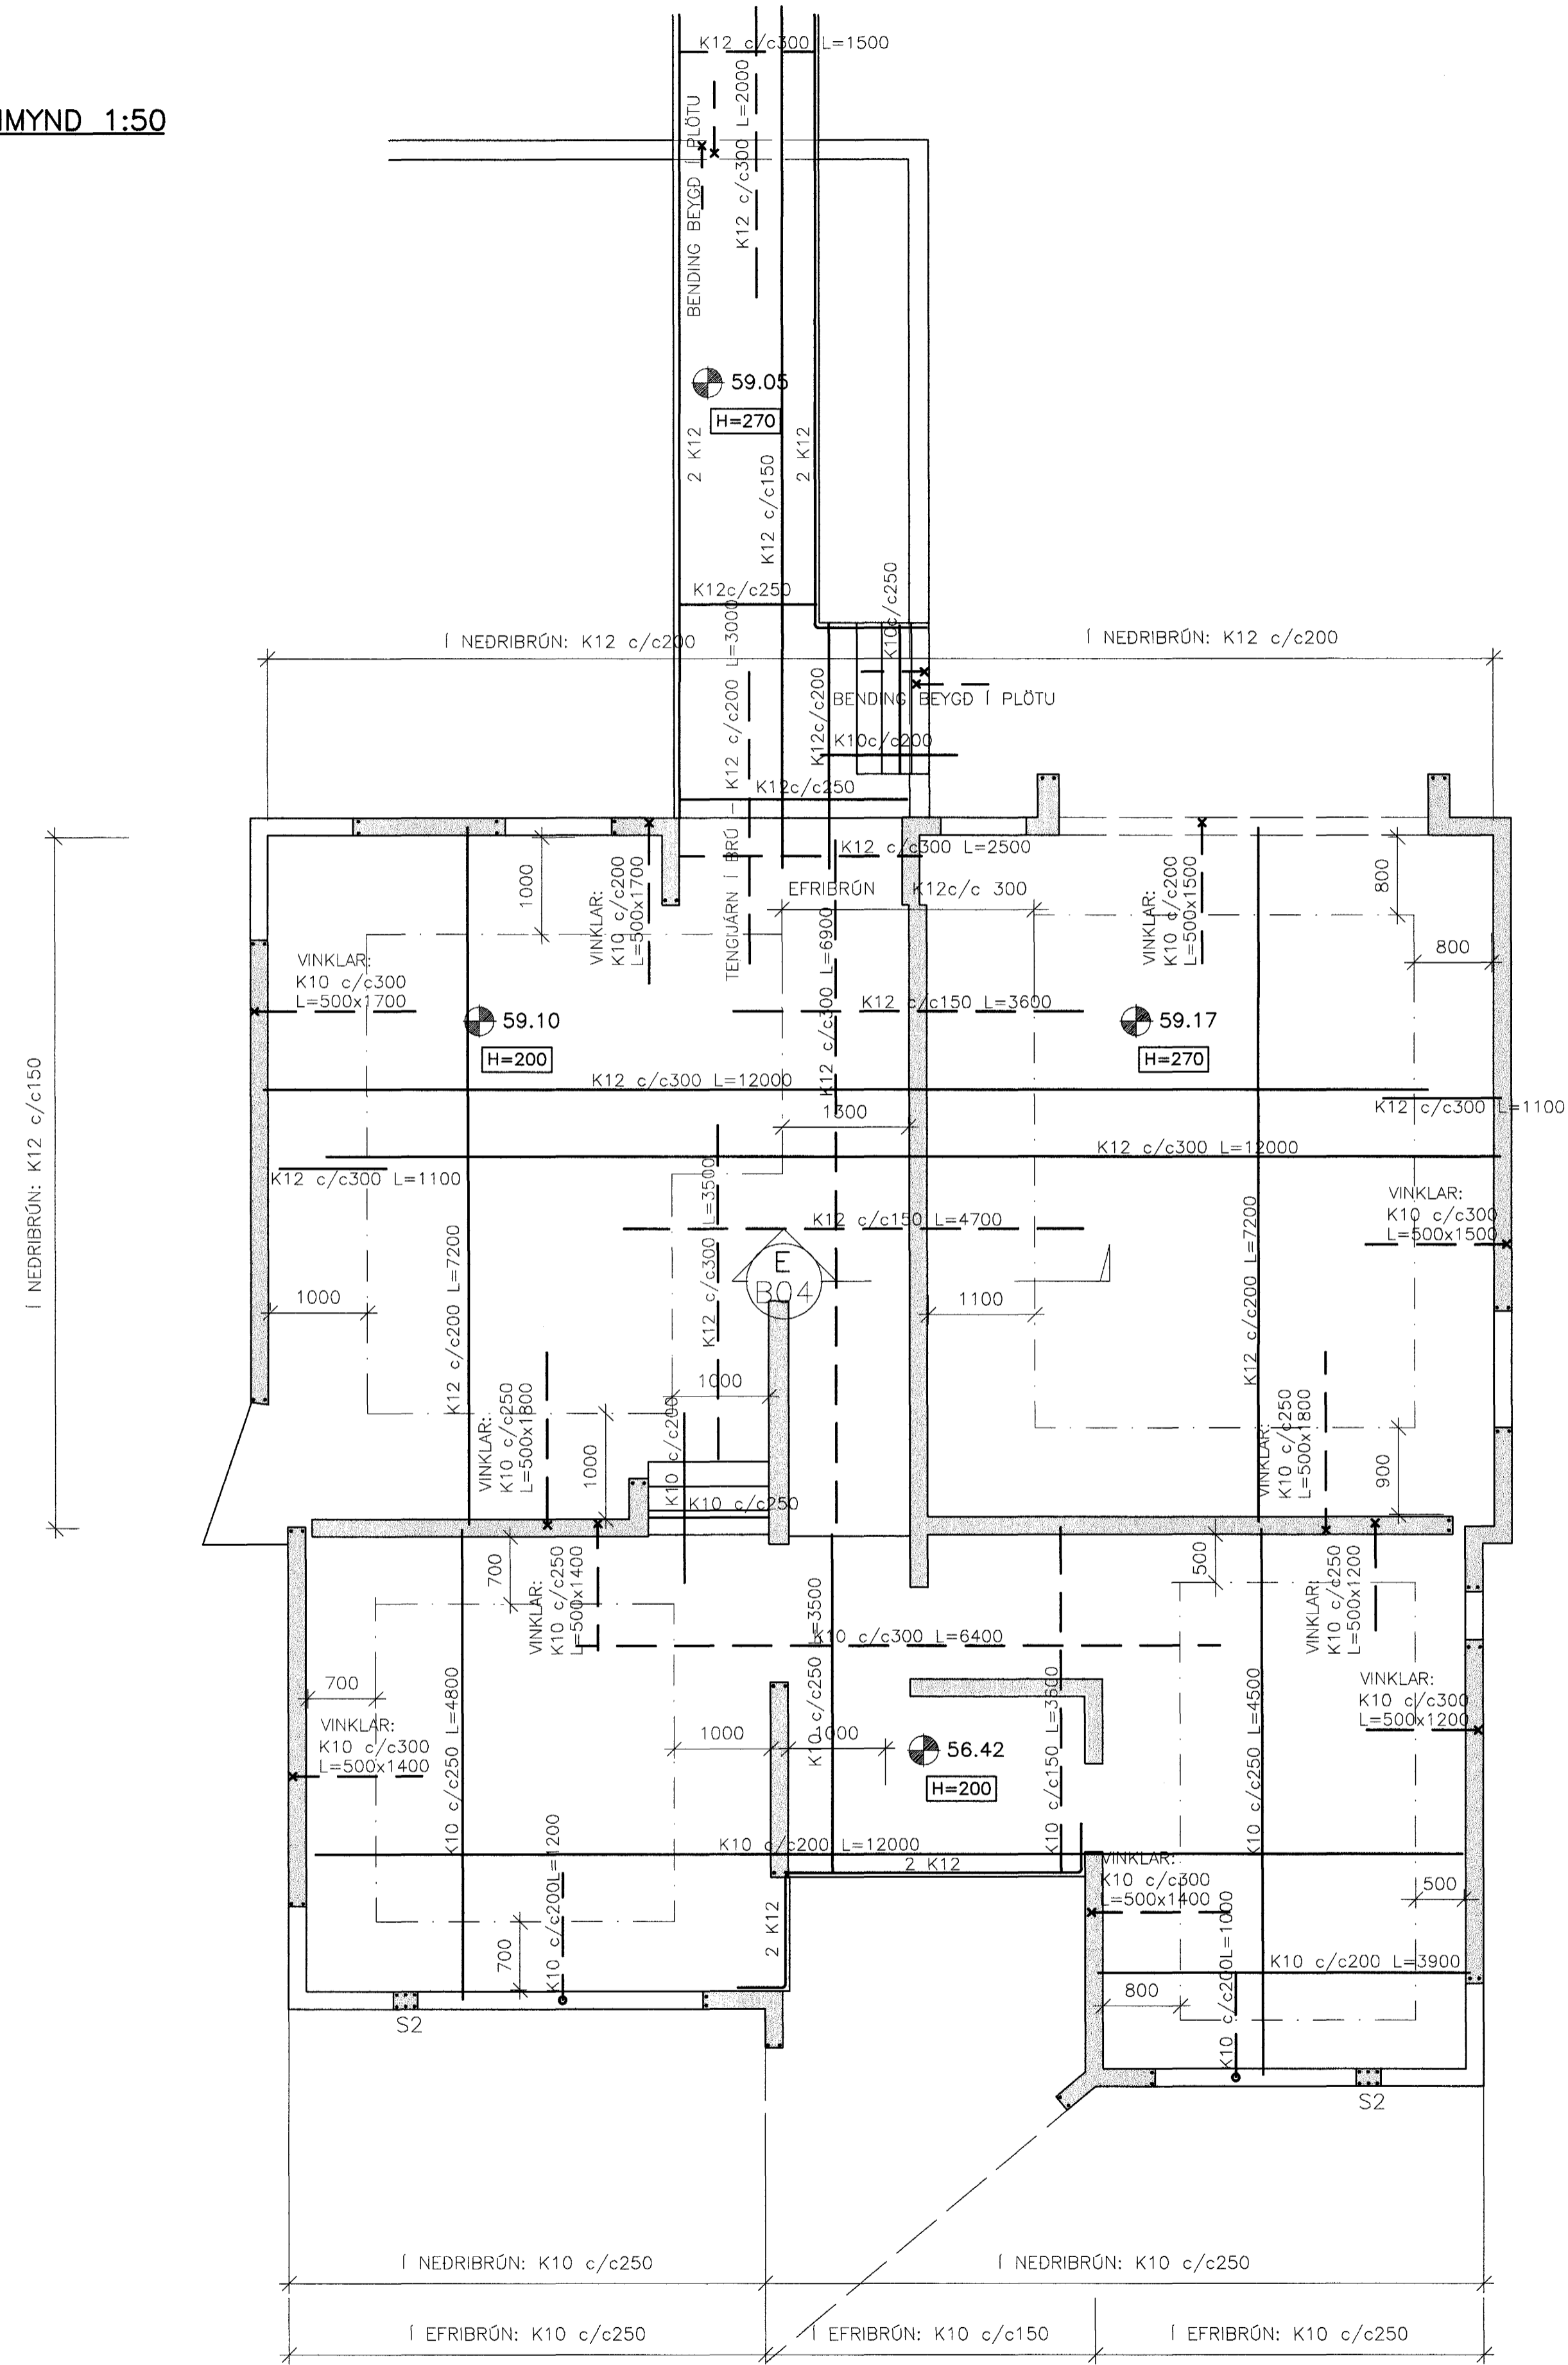 K12 c/c300 L=1500
MYND 1:50
BENDING BEYGÐ Í PLÖTU
K12 c/c300 L=2000
59.05
H=270
2 K12
K12 c/c150
2 K12
K12c/c250
K10c/c250
Í NEÐRIBRÚN: K12 c/c200
Í NEÐRIBRÚN: K12 c/c200
TENGIJÁRN Í BRÚ - K12 c/c200 L=3000
K12c/c200
BENDING BEYGÐ Í PLÖTU
K10c/c200
K12c/c250
K12 c/c300 L=2500
1000
VINKLAR:
K10 c/c200
L=500x1700
EFRIBRÚN K12c/c 300
VINKLAR:
K10 c/c200
L=500x1500
800
800
VINKLAR:
K10 c/c300
L=500x1700
K12 c/c300 L=6900
K12 c/c150 L=3600
59.10
H=200
59.17
H=270
Í NEÐRIBRÚN: K12 c/c150
K12 c/c300 L=12000
1300
K12 c/c300 L=1100
K12 c/c300 L=12000
K12 c/c300 L=1100
K12 c/c300 L=3500
VINKLAR:
K10 c/c300
L=500x1500
K12 c/c150 L=4700
E
B04
K12 c/c200 L=7200
K12 c/c200 L=7200
1000
1100
1000
VINKLAR:
K10 c/c250
L=500x1800
1000
K10 c/c200
K10 c/c250
VINKLAR:
K10 c/c250
L=500x1800
900
700
VINKLAR:
K10 c/c250
L=500x1400
K10 c/c250 L=3500
500
VINKLAR:
K10 c/c250
L=500x1200
K10 c/c300 L=6400
700
VINKLAR:
K10 c/c300
L=500x1400
K10 c/c250 L=4800
1000
1000
56.42
H=200
K10 c/c150 L=3600
K10 c/c250 L=4500
VINKLAR:
K10 c/c300
L=500x1200
K10 c/c200 L=12000
2 K12
VINKLAR:
K10 c/c300
L=500x1400
500
K10 c/c200L=1200
700
2 K12
K10 c/c200 L=3900
K10 c/c200L=1000
800
S2
S2
Í NEÐRIBRÚN: K10 c/c250
Í NEÐRIBRÚN: K10 c/c250
Í EFRIBRÚN: K10 c/c250
Í EFRIBRÚN: K10 c/c150
Í EFRIBRÚN: K10 c/c250